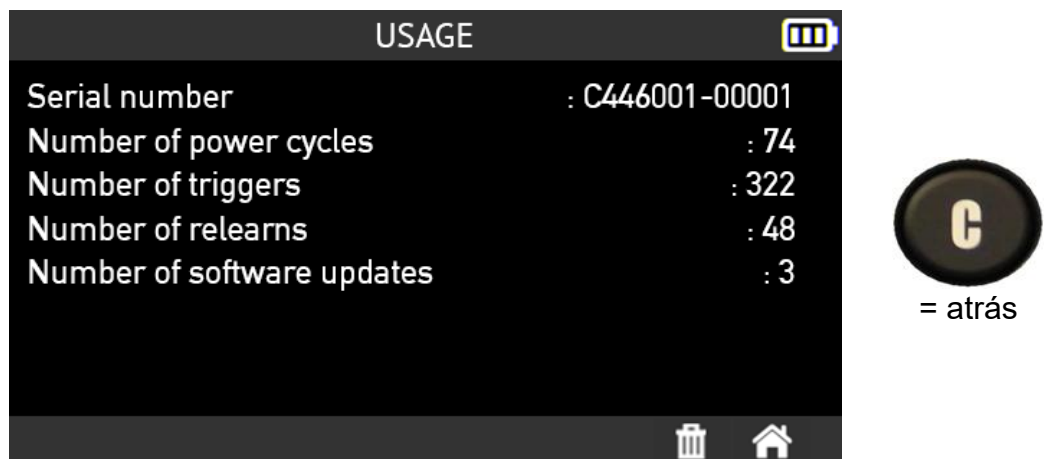 USAGE
Serial number : C446001-00001
Number of power cycles : 74
Number of triggers : 322
Number of relearns : 48
Number of software updates : 3
C
= atrás